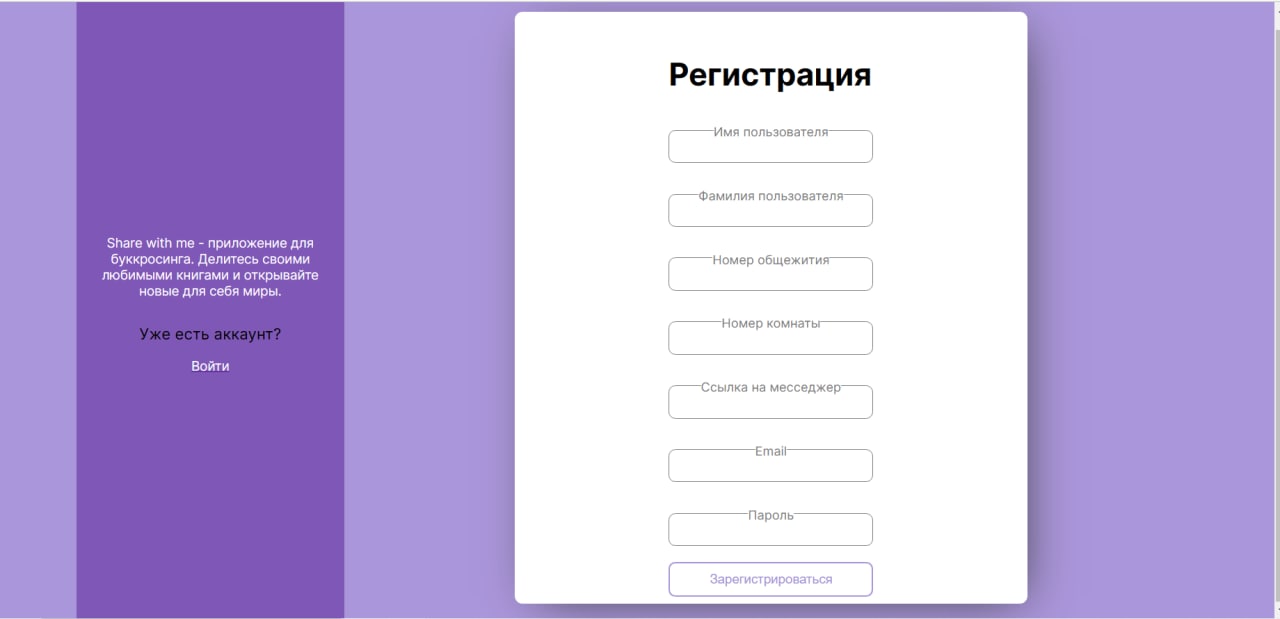 Share with me - приложение для
буккросинга. Делитесь своими
любимыми книгами и открывайте
новые для себя миры.
Уже есть аккаунт?
Войти
Регистрация
Имя пользователя
Фамилия пользователя
Номер общежития
Номер комнаты
Ссылка на месседжер
Email
Пароль
Зарегистрироваться